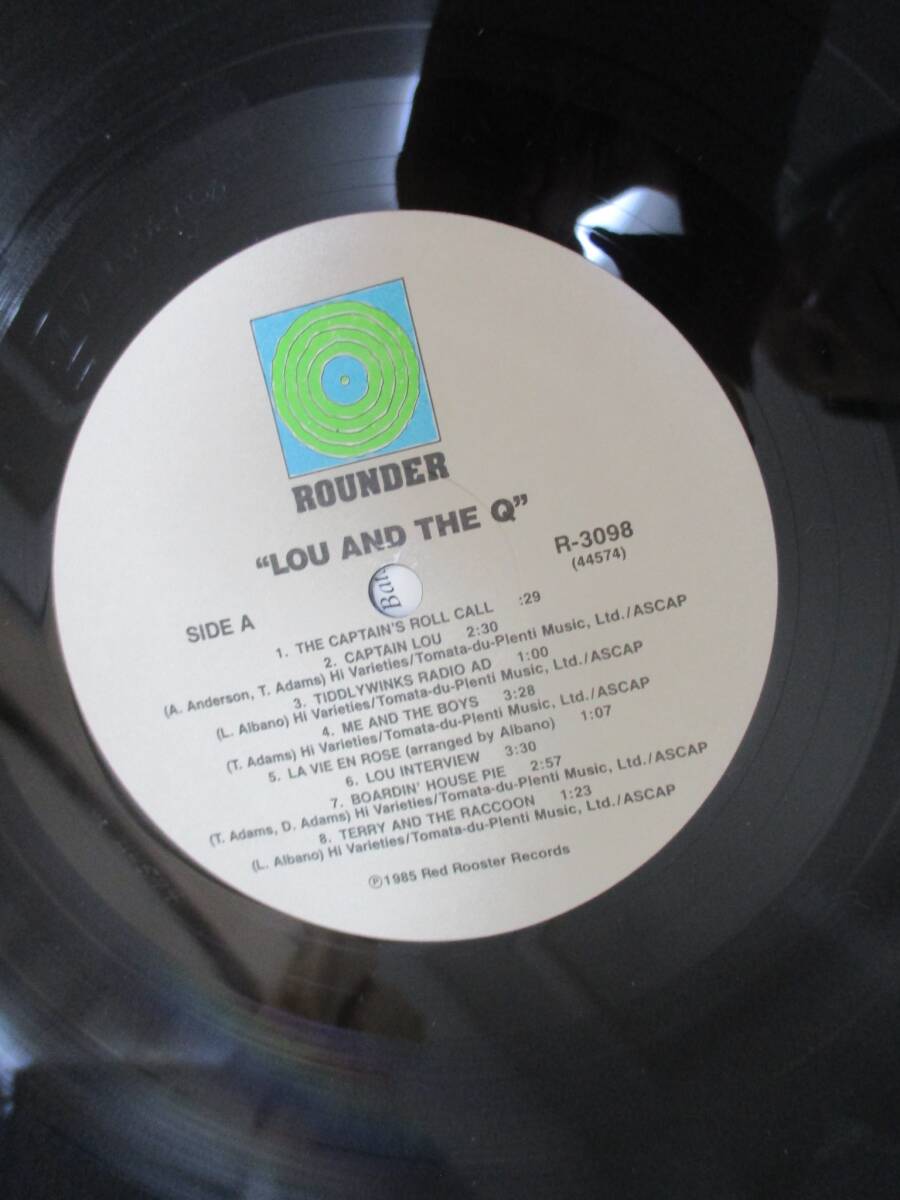 ROUNDER
“LOU AND THE Q”
R-3098
(44574)
SIDE A
1. THE CAPTAIN'S ROLL CALL :29
2. CAPTAIN LOU 2:30
(A. Anderson, T. Adams) Hi Varieties/Tomata-du-Plenti Music, Ltd./ASCAP
3. TIDDLYWINKS RADIO AD 1:00
(L. Albano) Hi Varieties/Tomata-du-Plenti Music, Ltd./ASCAP
4. ME AND THE BOYS 3:28
(T. Adams) Hi Varieties/Tomata-du-Plenti Music, Ltd./ASCAP
5. LA VIE EN ROSE (arranged by Albano) 1:07
6. LOU INTERVIEW 3:30
7. BOARDIN' HOUSE PIE 2:57
(T. Adams, D. Adams) Hi Varieties/Tomata-du-Plenti Music, Ltd./ASCAP
8. TERRY AND THE RACCOON 1:23
(L. Albano) Hi Varieties/Tomata-du-Plenti Music, Ltd./ASCAP
℗1985 Red Rooster Records